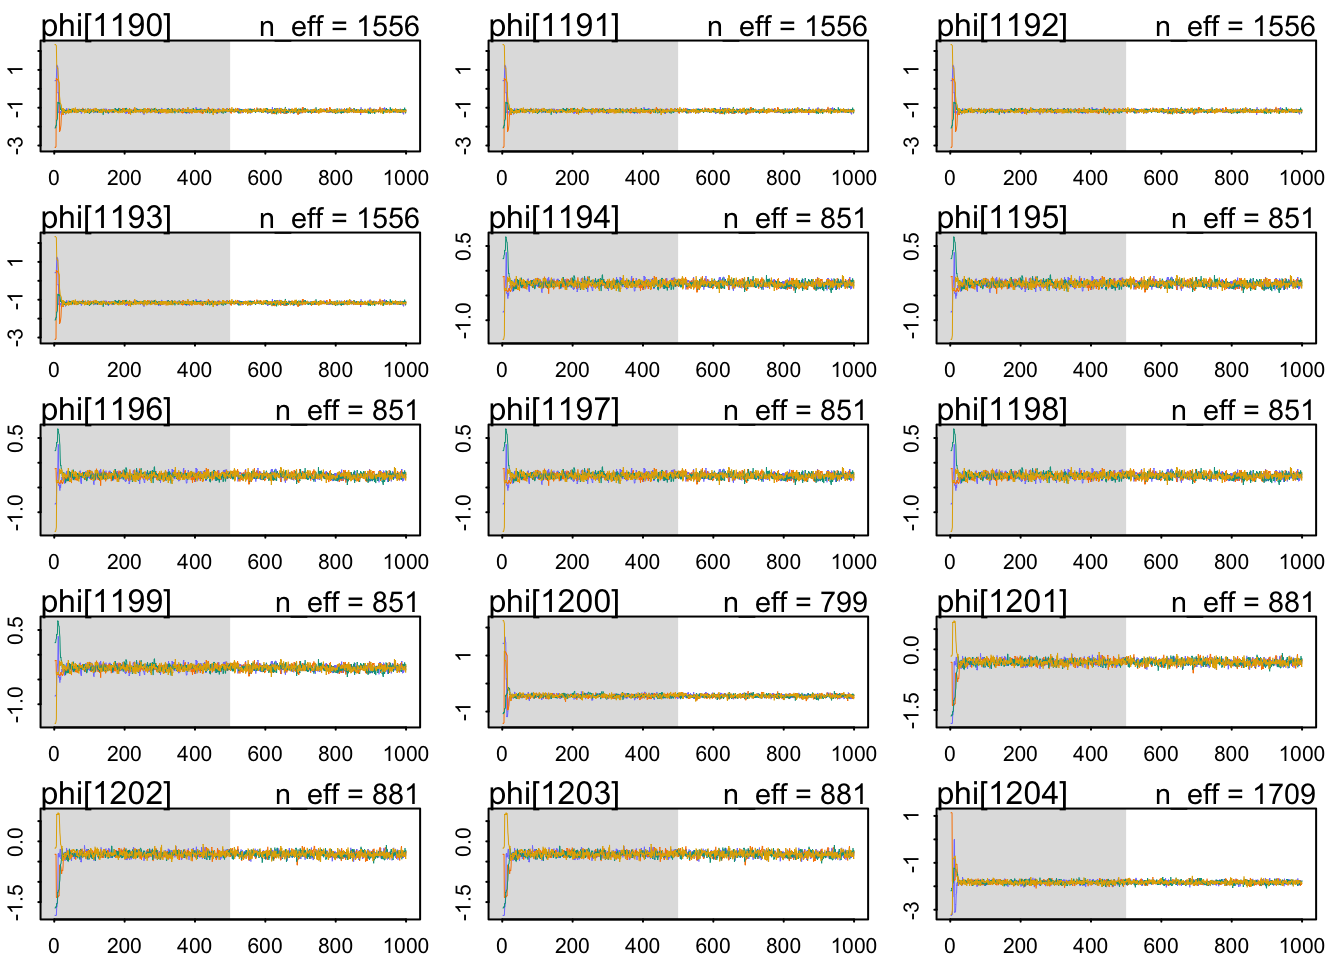 phi[1190] n_eff = 1556 phi[1191] n_eff = 1556 phi[1192] n_eff = 1556
1 1 1
-1 -1 -1
-3 -3 -3
0 200 400 600 800 1000 0 200 400 600 800 1000 0 200 400 600 800 1000
phi[1193] n_eff = 1556 phi[1194] n_eff = 851 phi[1195] n_eff = 851
1 0.5 0.5
-1 -1.0 -1.0
-3
0 200 400 600 800 1000 0 200 400 600 800 1000 0 200 400 600 800 1000
phi[1196] n_eff = 851 phi[1197] n_eff = 851 phi[1198] n_eff = 851
0.5 0.5 0.5
-1.0 -1.0 -1.0
0 200 400 600 800 1000 0 200 400 600 800 1000 0 200 400 600 800 1000
phi[1199] n_eff = 851 phi[1200] n_eff = 799 phi[1201] n_eff = 881
0.5 1 0.0
-1.0 -1 -1.5
0 200 400 600 800 1000 0 200 400 600 800 1000 0 200 400 600 800 1000
phi[1202] n_eff = 881 phi[1203] n_eff = 881 phi[1204] n_eff = 1709
0.0 0.0 1
-1.5 -1.5 -1
-3
0 200 400 600 800 1000 0 200 400 600 800 1000 0 200 400 600 800 1000